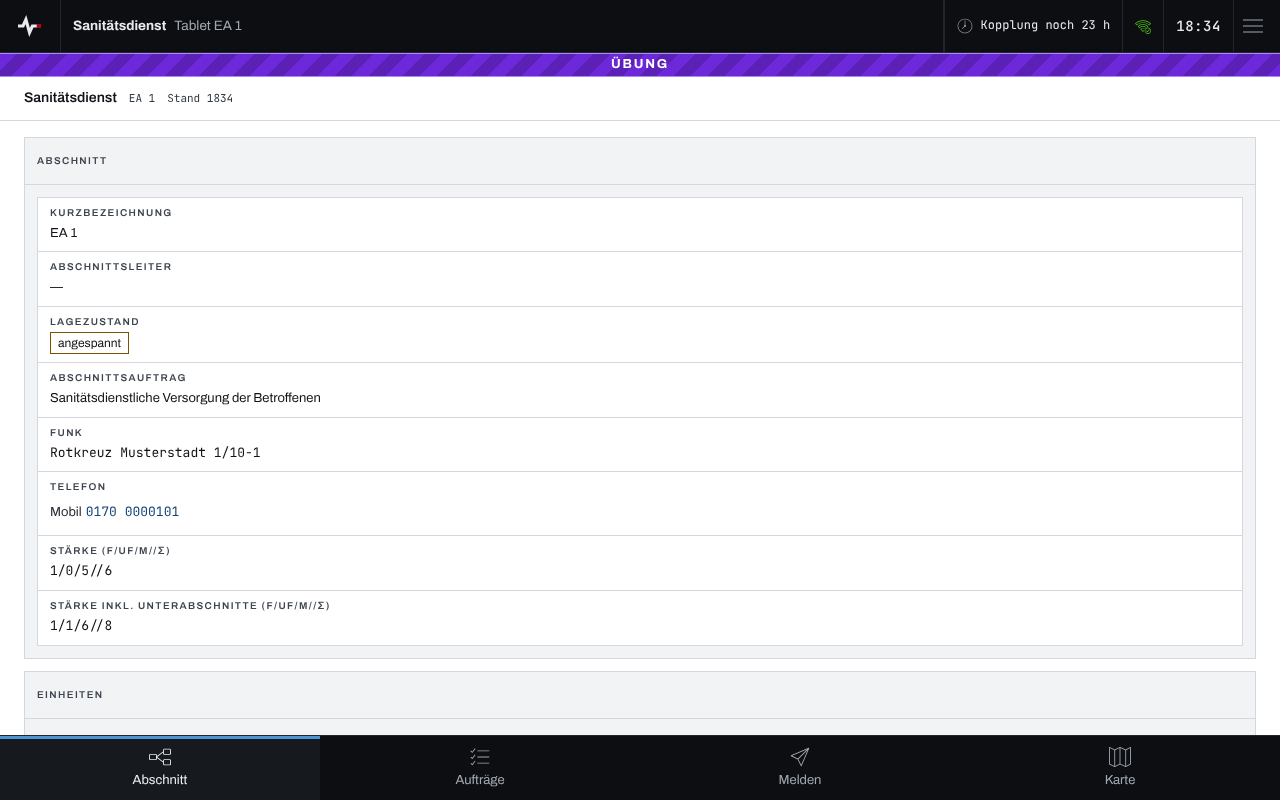 Sanitätsdienst Tablet EA 1
Kopplung noch 23 h
18:34
ÜBUNG
Sanitätsdienst EA 1 Stand 1834
ABSCHNITT
KURZBEZEICHNUNG
EA 1
ABSCHNITTSLEITER
—
LAGEZUSTAND
angespannt
ABSCHNITTSAUFTRAG
Sanitätsdienstliche Versorgung der Betroffenen
FUNK
Rotkreuz Musterstadt 1/10-1
TELEFON
Mobil 0170 0000101
STÄRKE (F/UF/M//Σ)
1/0/5//6
STÄRKE INKL. UNTERABSCHNITTE (F/UF/M//Σ)
1/1/6//8
EINHEITEN
Abschnitt
Aufträge
Melden
Karte